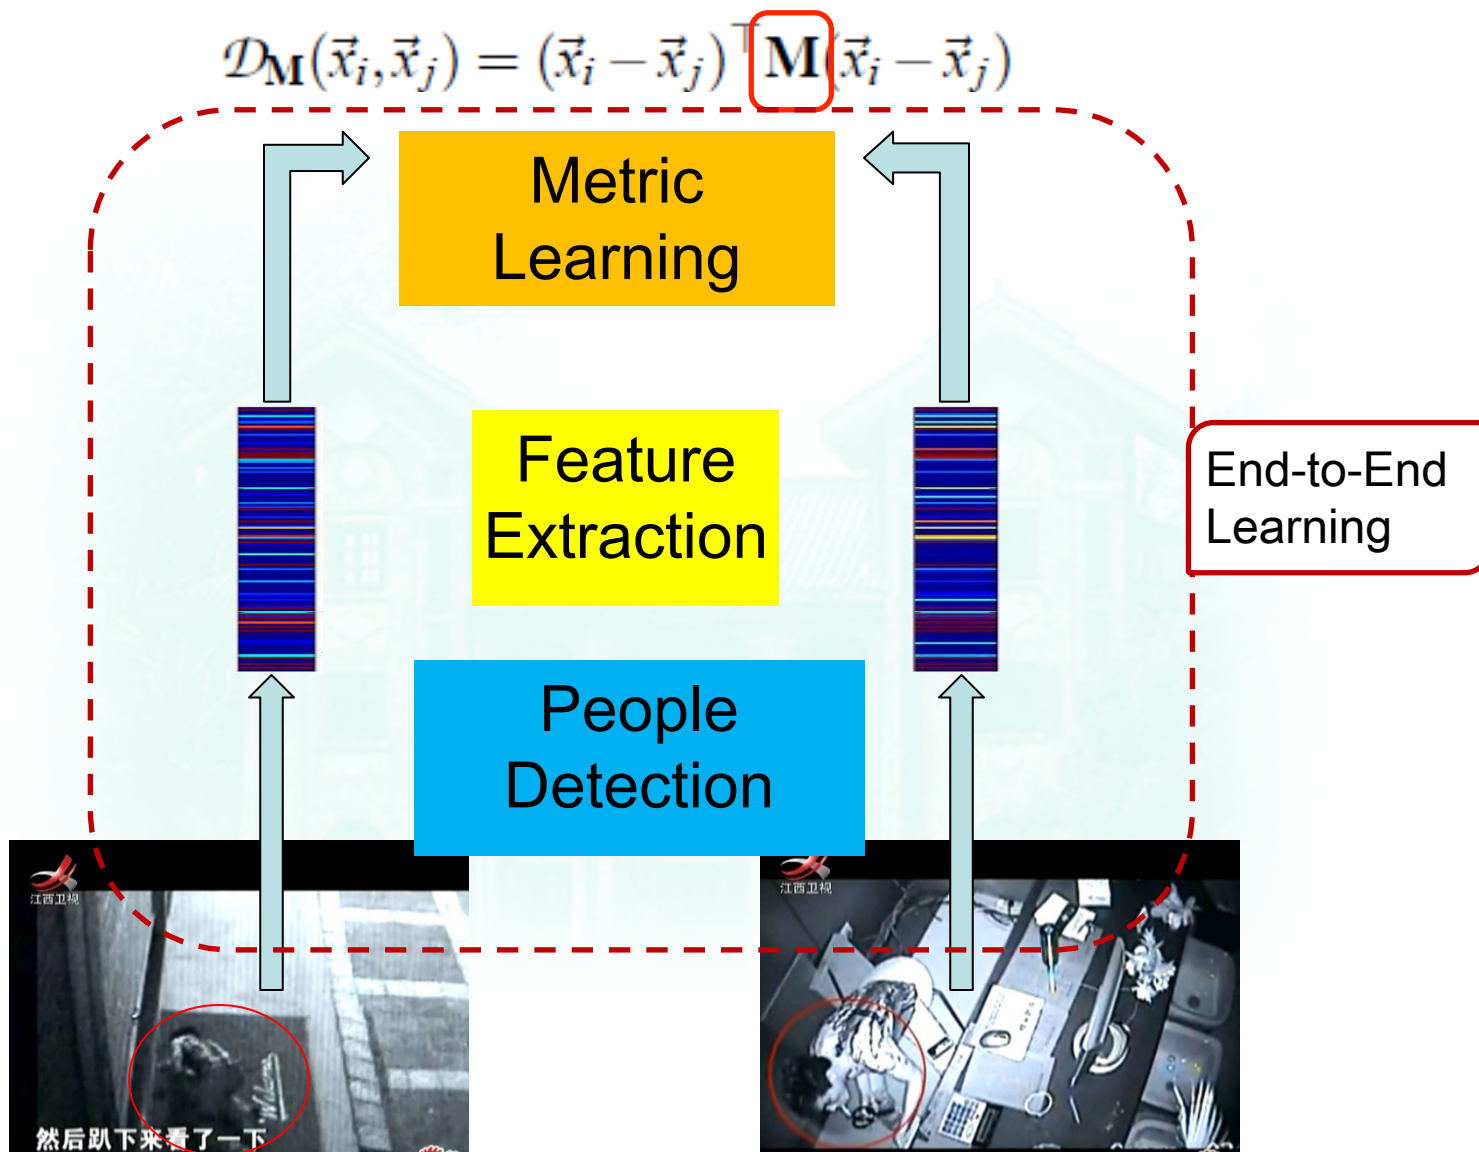 𝒟_M(x⃗_i, x⃗_j) = (x⃗_i − x⃗_j)^⊤ M(x⃗_i − x⃗_j)
Metric
Learning
Feature
Extraction
End-to-End
Learning
People
Detection
江西卫视
江西卫视
Welcome
然后趴下来看了一下